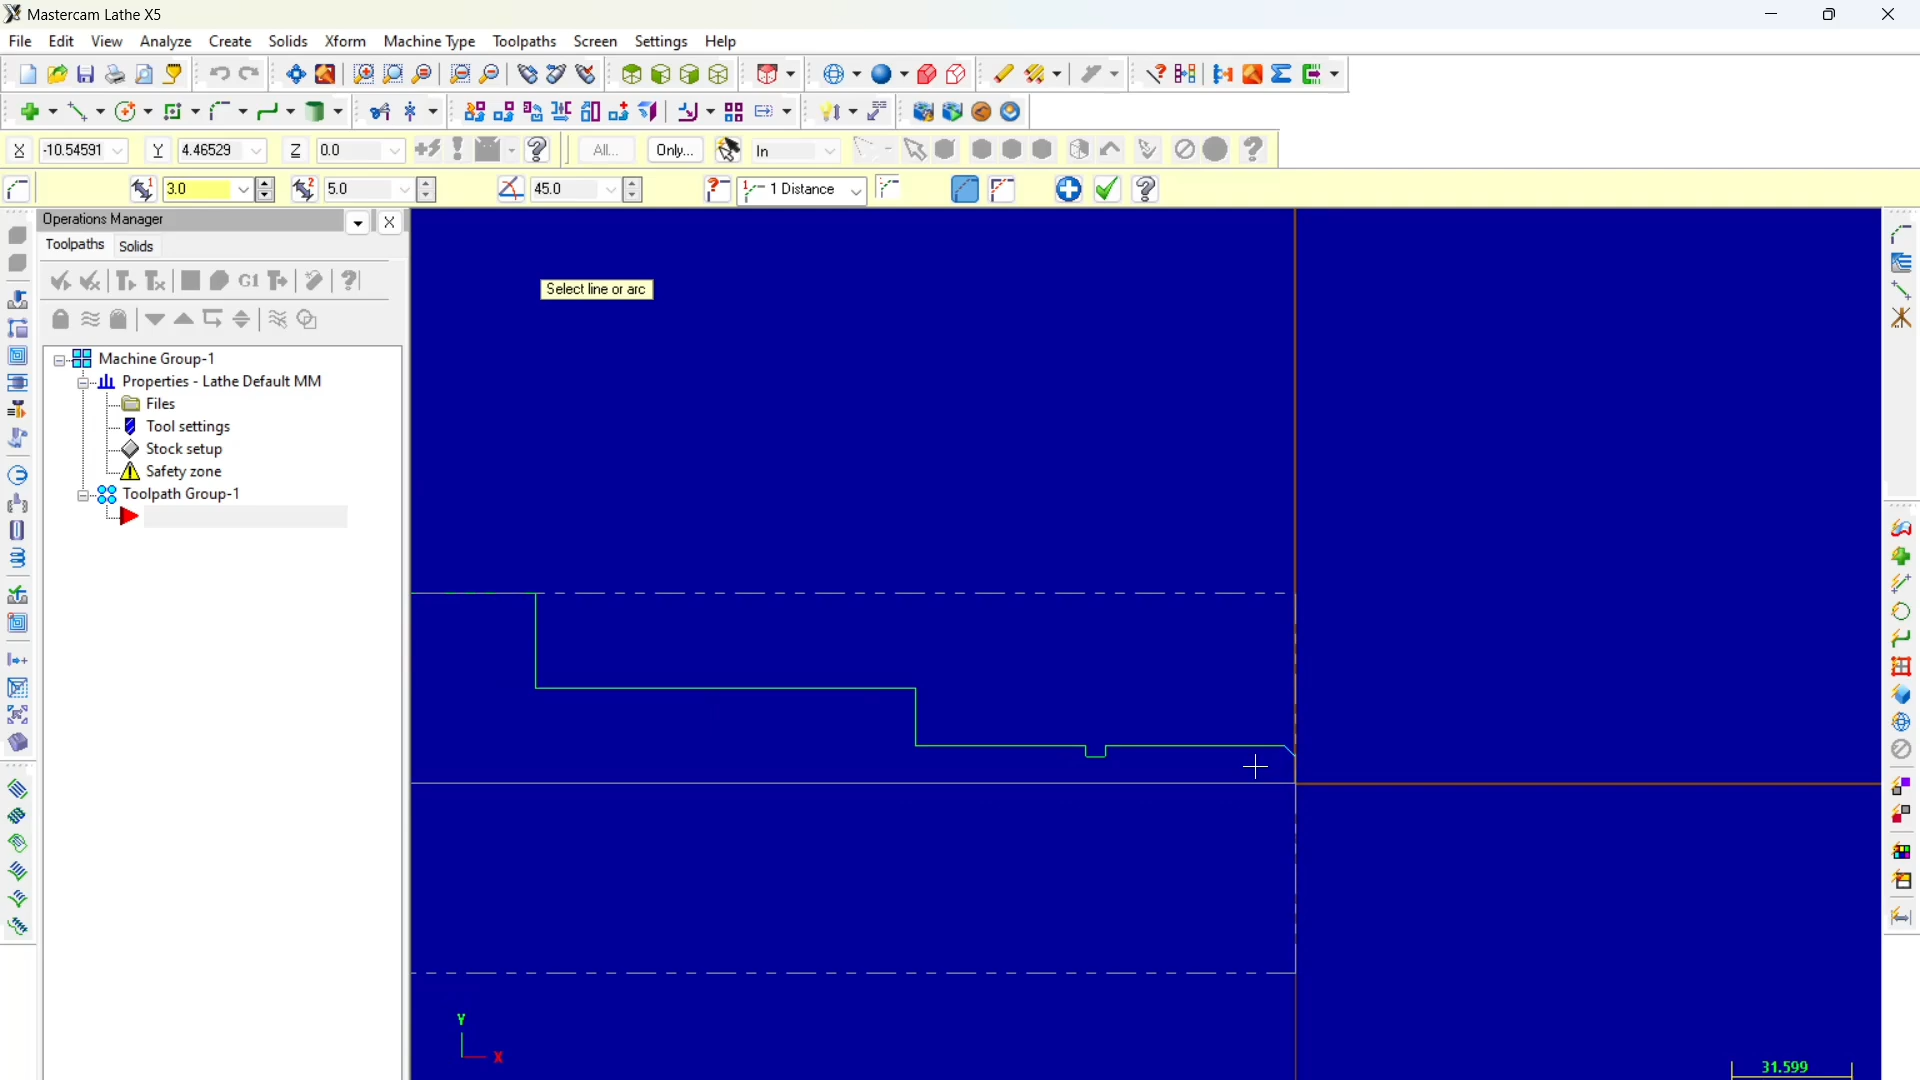 Mastercam Lathe X5
File Edit View Analyze Create Solids Xform Machine Type Toolpaths Screen Settings Help
X -10.54591 Y 4.46529 Z 0.0 All... Only... In
1 3.0 2 5.0 45.0 1 Distance
Operations Manager
Toolpaths Solids
G1
Select line or arc
Machine Group-1
Properties - Lathe Default MM
Files
Tool settings
Stock setup
Safety zone
Toolpath Group-1
Y
X
31.599